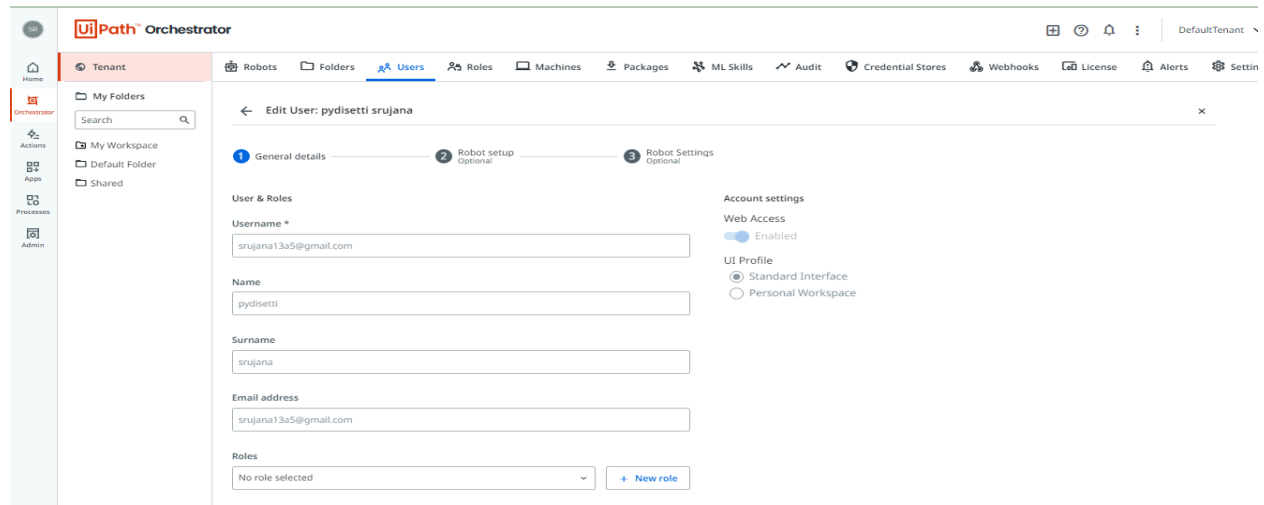 SR
UiPath™ Orchestrator
DefaultTenant
Home
Orchestrator
Actions
Apps
Processes
Admin
Tenant
My Folders
Search
My Workspace
Default Folder
Shared
Robots Folders Users Roles Machines Packages ML Skills Audit Credential Stores Webhooks License Alerts Settin
Edit User: pydisetti srujana
1 General details
2 Robot setup
Optional
3 Robot Settings
Optional
User & Roles
Username *
srujana13a5@gmail.com
Name
pydisetti
Surname
srujana
Email address
srujana13a5@gmail.com
Roles
No role selected
+ New role
Account settings
Web Access
Enabled
UI Profile
Standard Interface
Personal Workspace